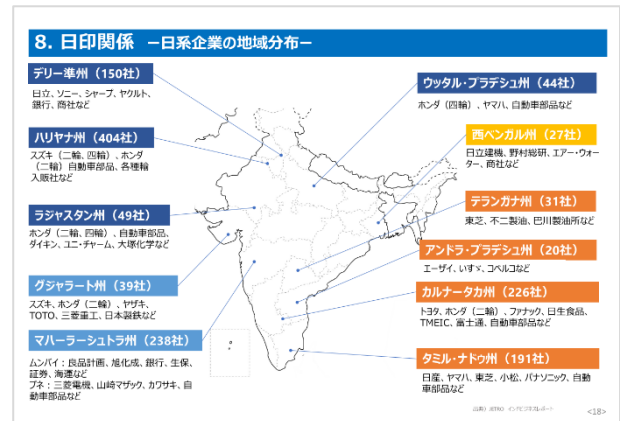 8. 日印関係 －日系企業の地域分布－
デリー準州（150社）
日立、ソニー、シャープ、ヤクルト、
銀行、商社など
ハリヤナ州（404社）
スズキ（二輪、四輪）、ホンダ
（二輪）自動車部品、各種輸
入販社など
ラジャスタン州（49社）
ホンダ（二輪、四輪）、自動車部品、
ダイキン、ユニ・チャーム、大塚化学など
グジャラート州（39社）
スズキ、ホンダ（二輪）、ヤザキ、
TOTO、三菱重工、日本製鉄など
マハーラーシュトラ州（238社）
ムンバイ：良品計画、旭化成、銀行、生保、
証券、海運など
プネ：三菱電機、山崎マザック、カワサキ、自
動車部品など
ウッタル・プラデシュ州（44社）
ホンダ（四輪）、ヤマハ、自動車部品など
西ベンガル州（27社）
日立建機、野村総研、エアー・ウォー
ター、商社など
テランガナ州（31社）
東芝、不二製油、巴川製油所など
アンドラ・プラデシュ州（20社）
エーザイ、いすゞ、コベルコなど
カルナータカ州（226社）
トヨタ、ホンダ（二輪）、ファナック、日生食品、
TMEIC、富士通、自動車部品など
タミル・ナドゥ州（191社）
日産、ヤマハ、東芝、小松、パナソニック、自動
車部品など
出典）JETRO インドビジネスレポート
<18>